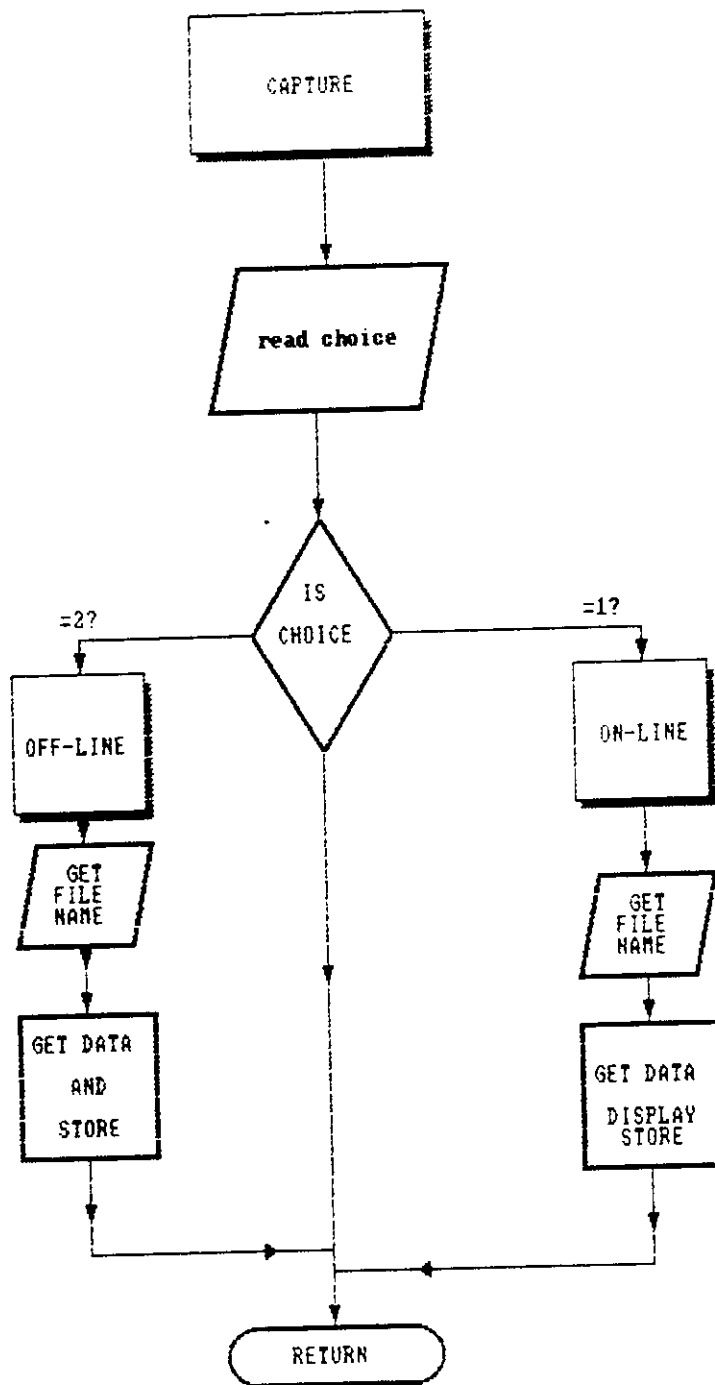 CAPTURE
read choice
IS
CHOICE
=2?
=1?
OFF-LINE
ON-LINE
GET
FILE
NAME
GET
FILE
NAME
GET DATA
AND
STORE
GET DATA
DISPLAY
STORE
RETURN